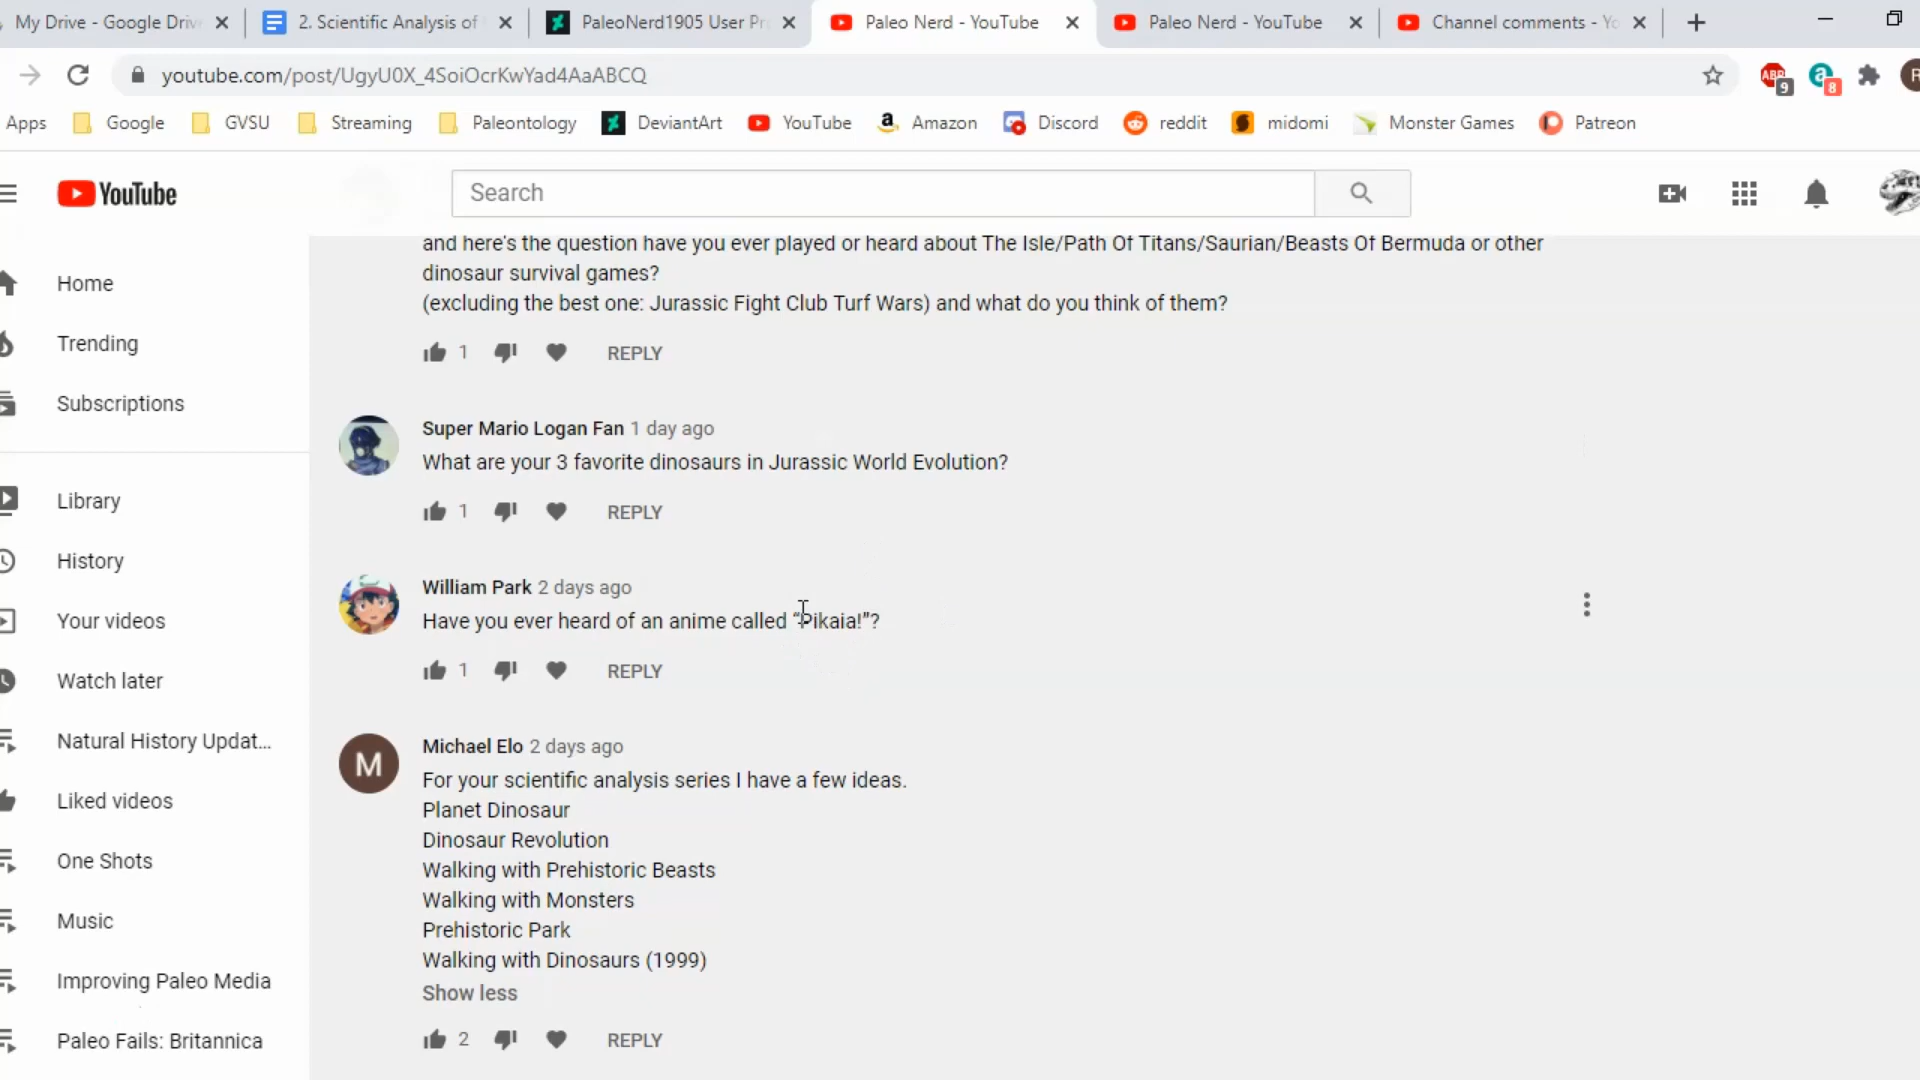 My Drive - Google Driv
2. Scientific Analysis of
PaleoNerd1905 User Pr
Paleo Nerd - YouTube
Paleo Nerd - YouTube
Channel comments - Yo
youtube.com/post/UgyU0X_4SoiOcrKwYad4AaABCQ
ABP
9
a
8
R
Apps
Google
GVSU
Streaming
Paleontology
DeviantArt
YouTube
Amazon
Discord
reddit
midomi
Monster Games
Patreon
YouTube
Search
Home
Trending
Subscriptions
Library
History
Your videos
Watch later
Natural History Updat...
Liked videos
One Shots
Music
Improving Paleo Media
Paleo Fails: Britannica
and here's the question have you ever played or heard about The Isle/Path Of Titans/Saurian/Beasts Of Bermuda or other
dinosaur survival games?
(excluding the best one: Jurassic Fight Club Turf Wars) and what do you think of them?
1 REPLY
Super Mario Logan Fan 1 day ago
What are your 3 favorite dinosaurs in Jurassic World Evolution?
1 REPLY
William Park 2 days ago
Have you ever heard of an anime called “Pikaia!”?
1 REPLY
M
Michael Elo 2 days ago
For your scientific analysis series I have a few ideas.
Planet Dinosaur
Dinosaur Revolution
Walking with Prehistoric Beasts
Walking with Monsters
Prehistoric Park
Walking with Dinosaurs (1999)
Show less
2 REPLY